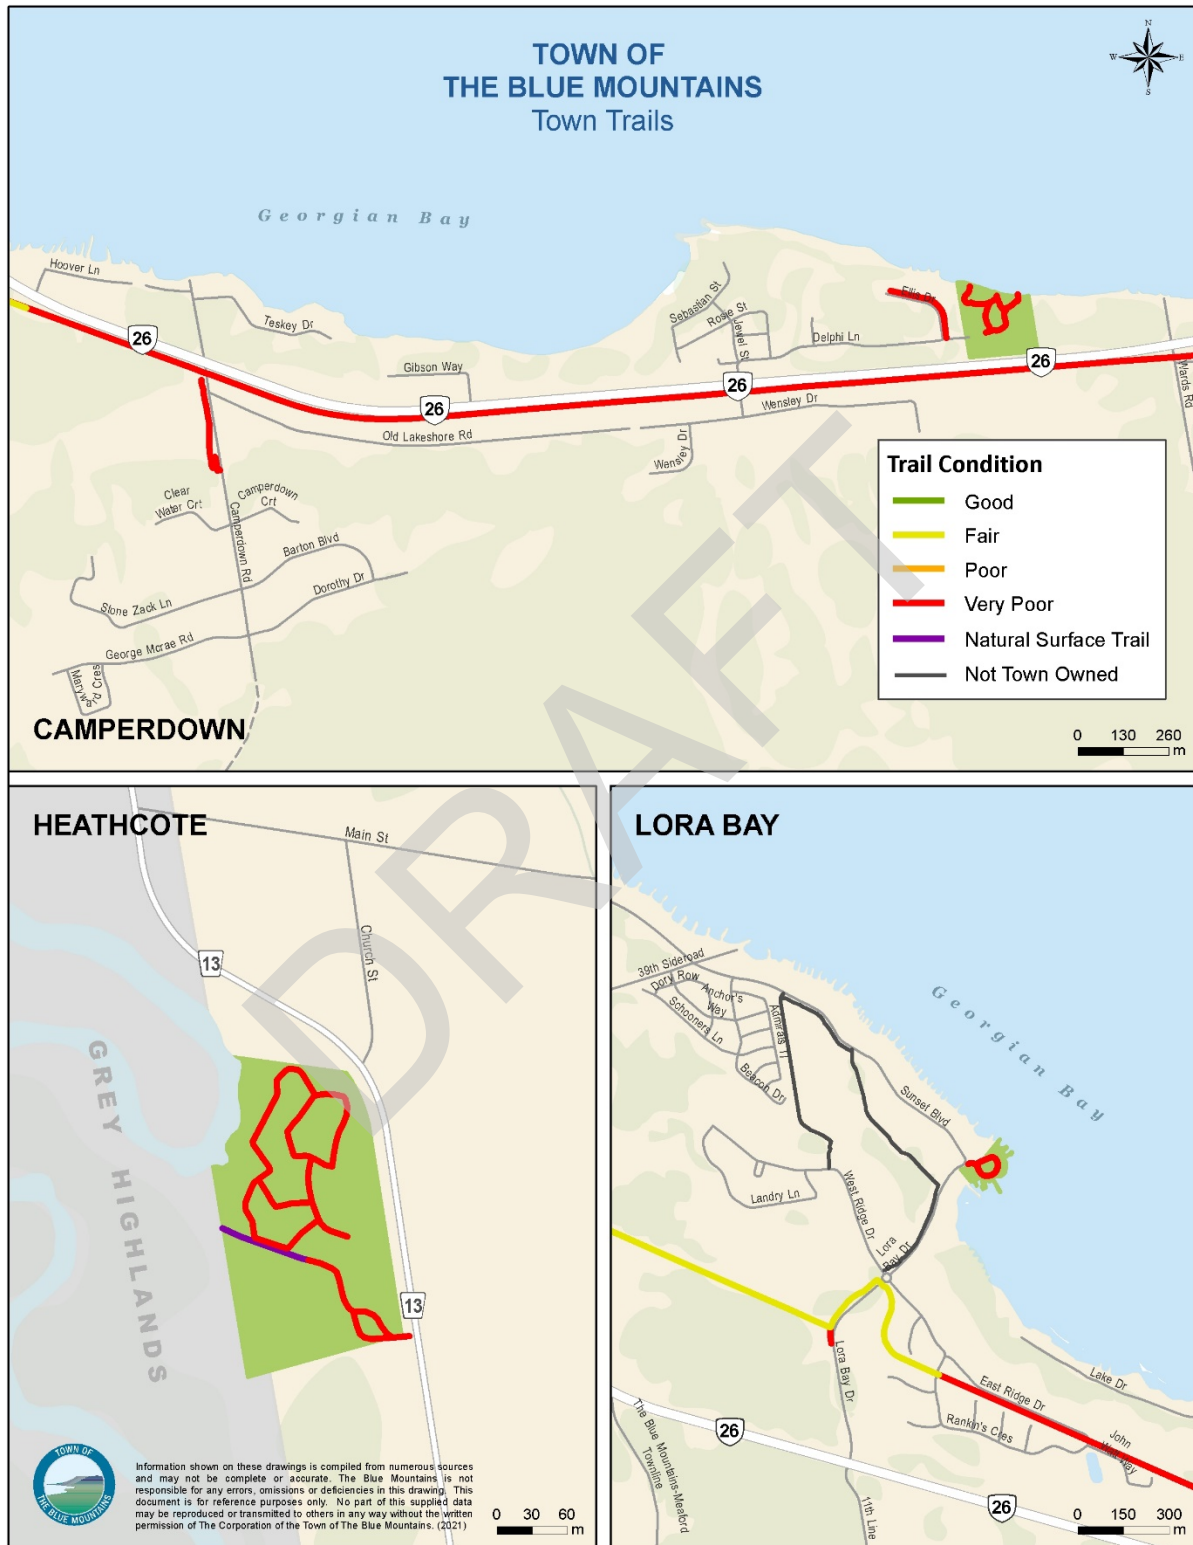 TOWN OF
THE BLUE MOUNTAINS
Town Trails
N
W
E
S
Georgian Bay
Hoover Ln
Teskey Dr
26
Gibson Way
26
Old Lakeshore Rd
Sebastian St
Rosie St
Jewel St
Ellis Dr
Delphi Ln
26
26
Wensley Dr
Wensley Dr
Wards Rd
Clear
Water Crt
Camperdown
Crt
Camperdown Rd
Barton Blvd
Dorothy Dr
Stone Zack Ln
George Mcrae Rd
Cres
CAMPERDOWN
Trail Condition
Good
Fair
Poor
Very Poor
Natural Surface Trail
Not Town Owned
0 130 260
m
DRAFT
HEATHCOTE
Main St
Church St
13
13
GREY HIGHLANDS
TOWN OF
THE BLUE MOUNTAINS
Information shown on these drawings is compiled from numerous sources
and may not be complete or accurate. The Blue Mountains is not
responsible for any errors, omissions or deficiencies in this drawing. This
document is for reference purposes only. No part of this supplied data
may be reproduced or transmitted to others in any way without the written
permission of The Corporation of the Town of The Blue Mountains. (2021)
0 30 60
m
LORA BAY
39th Sideroad
Dory Row
Anchor's
Way
Schooners Ln
Admirals Tl
Beacon Dr
Georgian Bay
Sunset Blvd
Landry Ln
West Ridge Dr
Lora
Bay Dr
Lora Bay Dr
East Ridge Dr
Lake Dr
Rankin's Cres
John
Way
The Blue Mountains-Meaford
Townline
26
26
11th Line
0 150 300
m